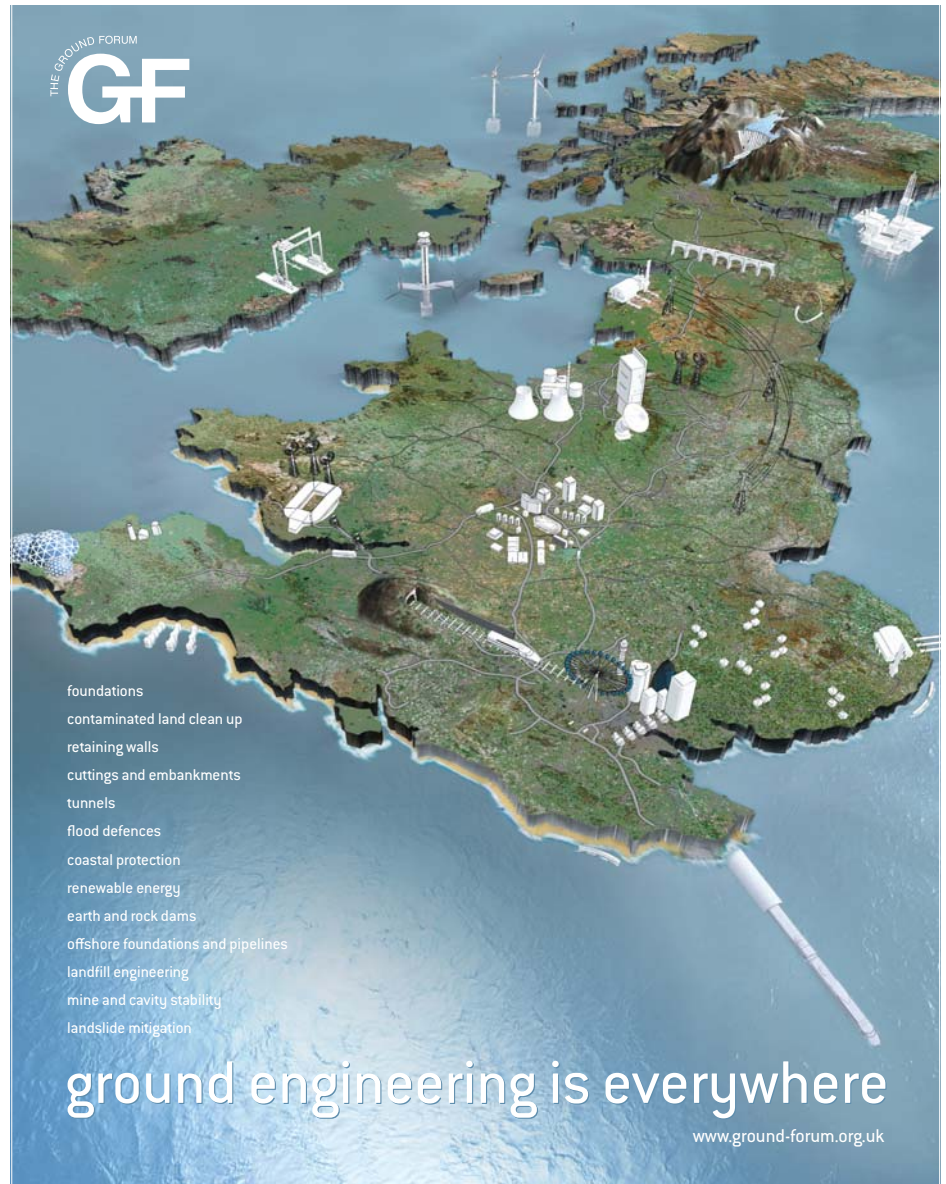 THE GROUND FORUM
GF
foundations
contaminated land clean up
retaining walls
cuttings and embankments
tunnels
flood defences
coastal protection
renewable energy
earth and rock dams
offshore foundations and pipelines
landfill engineering
mine and cavity stability
landslide mitigation
ground engineering is everywhere
www.ground-forum.org.uk